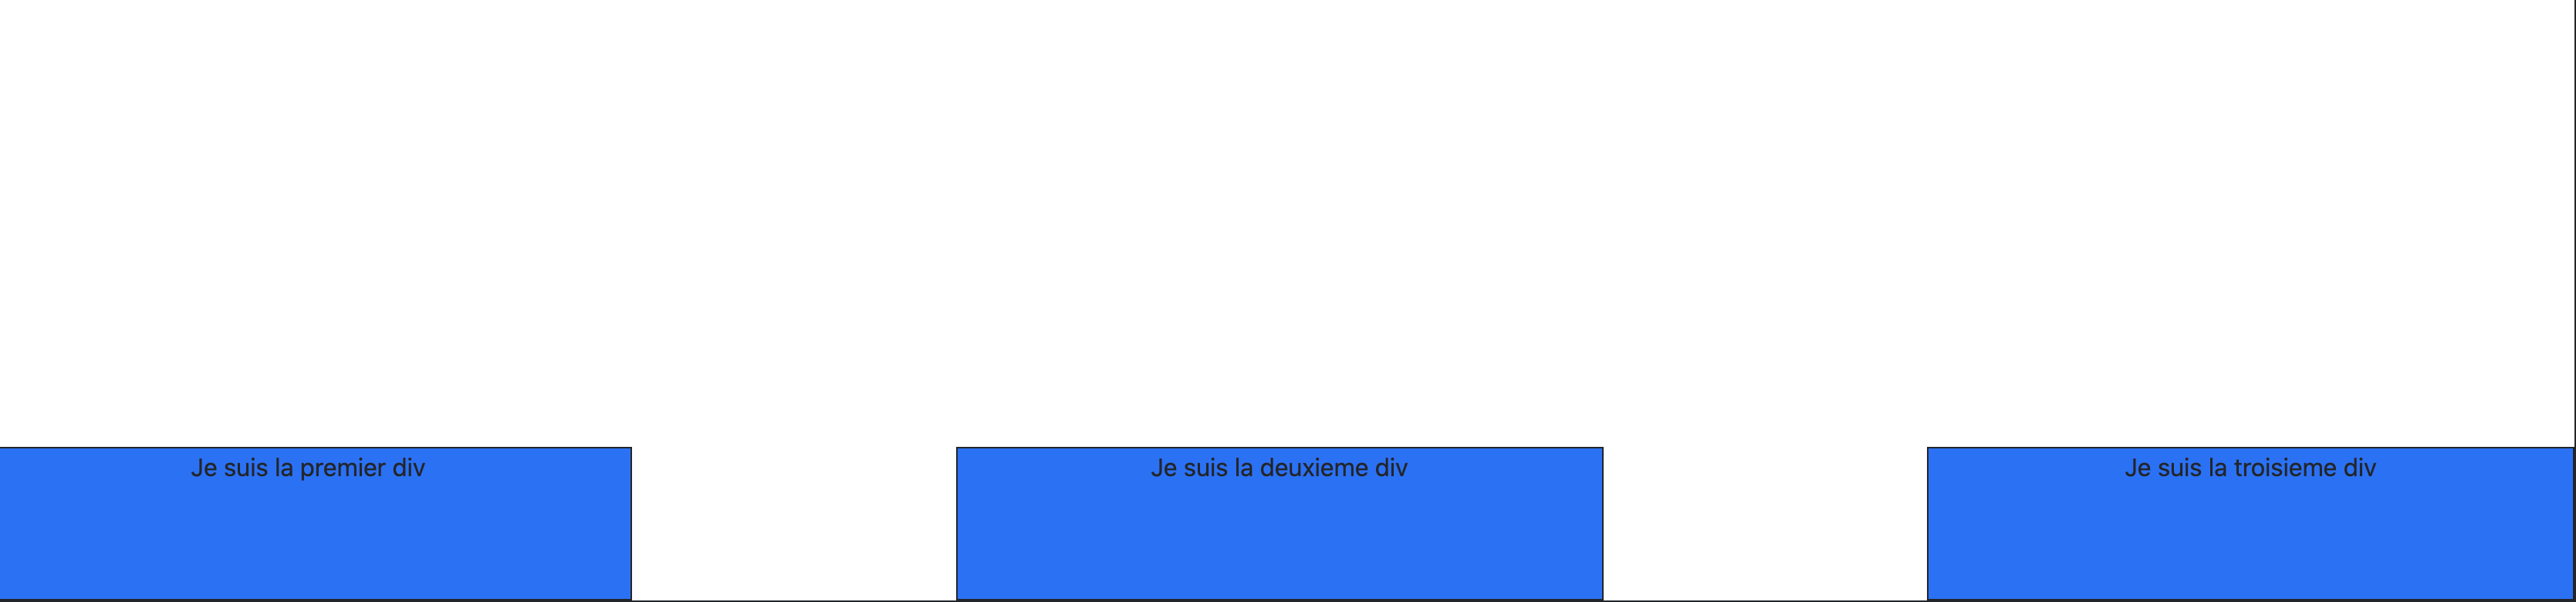 Je suis la premier div
Je suis la deuxieme div
Je suis la troisieme div